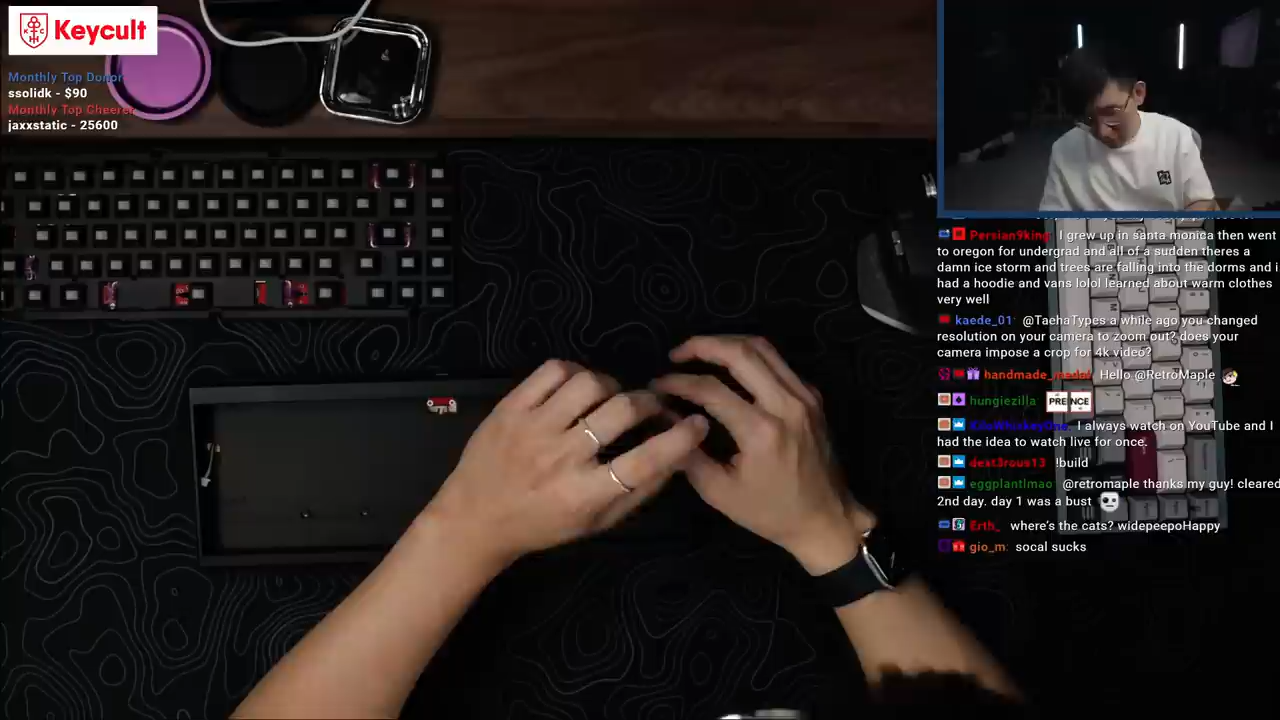 Keycult
Monthly Top Donor
ssolidk - $90
Monthly Top Cheerer
jaxxstatic - 25600
Persian9king: I grew up in santa monica then went
to oregon for undergrad and all of a sudden theres a
damn ice storm and trees are falling into the dorms and i
had a hoodie and vans lolol learned about warm clothes
very well
kaede_01: @TaehaTypes a while ago you changed
resolution on your camera to zoom out? does your
camera impose a crop for 4k video?
Hello @RetroMaple
hungiezilla
I always watch on YouTube and I
had the idea to watch live for once.
dext3rous13 !build
eggplantlmao: @retromaple thanks my guy! cleared
2nd day. day 1 was a bust
Erth_ where's the cats? widepeepoHappy
gio_m: socal sucks